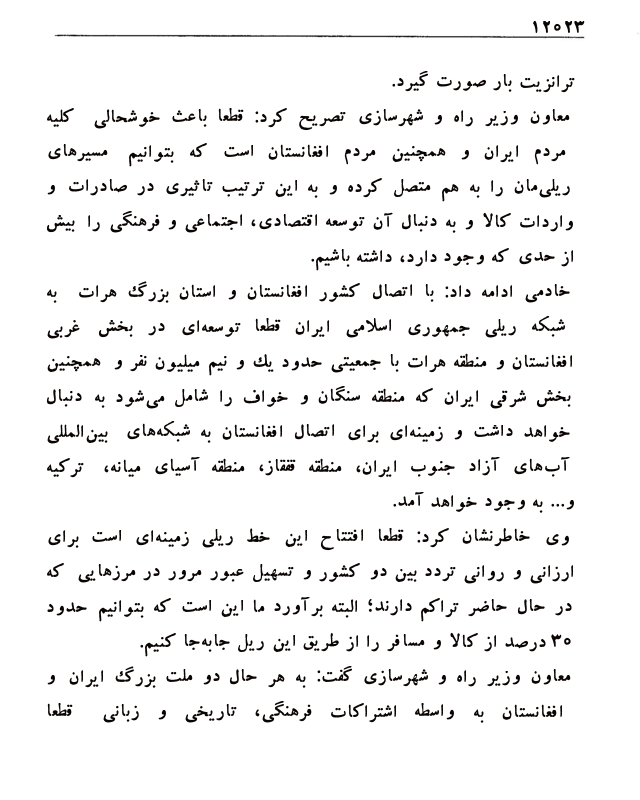 ۱۲۰۲۳
ترانزیت بار صورت گیرد.
معاون وزیر راه و شهرسازی تصریح کرد: قطعا باعث خوشحالی کلیه
مردم ایران و همچنین مردم افغانستان است که بتوانیم مسیرهای
ریلی‌مان را به هم متصل کرده و به این ترتیب تاثیری در صادرات و
واردات کالا و به دنبال آن توسعه اقتصادی، اجتماعی و فرهنگی را بیش
از حدی که وجود دارد، داشته باشیم.
خادمی ادامه داد: با اتصال کشور افغانستان و استان بزرگ هرات به
شبکه ریلی جمهوری اسلامی ایران قطعا توسعه‌ای در بخش غربی
افغانستان و منطقه هرات با جمعیتی حدود یك و نیم میلیون نفر و همچنین
بخش شرقی ایران که منطقه سنگان و خواف را شامل می‌شود به دنبال
خواهد داشت و زمینه‌ای برای اتصال افغانستان به شبکه‌های بین‌المللی
آب‌های آزاد جنوب ایران، منطقه قفقاز، منطقه آسیای میانه، ترکیه
و... به وجود خواهد آمد.
وی خاطرنشان کرد: قطعا افتتاح این خط ریلی زمینه‌ای است برای
ارزانی و روانی تردد بین دو کشور و تسهیل عبور مرور در مرزهایی که
در حال حاضر تراکم دارند؛ البته برآورد ما این است که بتوانیم حدود
۳۰ درصد از کالا و مسافر را از طریق این ریل جابه‌جا کنیم.
معاون وزیر راه و شهرسازی گفت: به هر حال دو ملت بزرگ ایران و
افغانستان به واسطه اشتراکات فرهنگی، تاریخی و زبانی قطعا